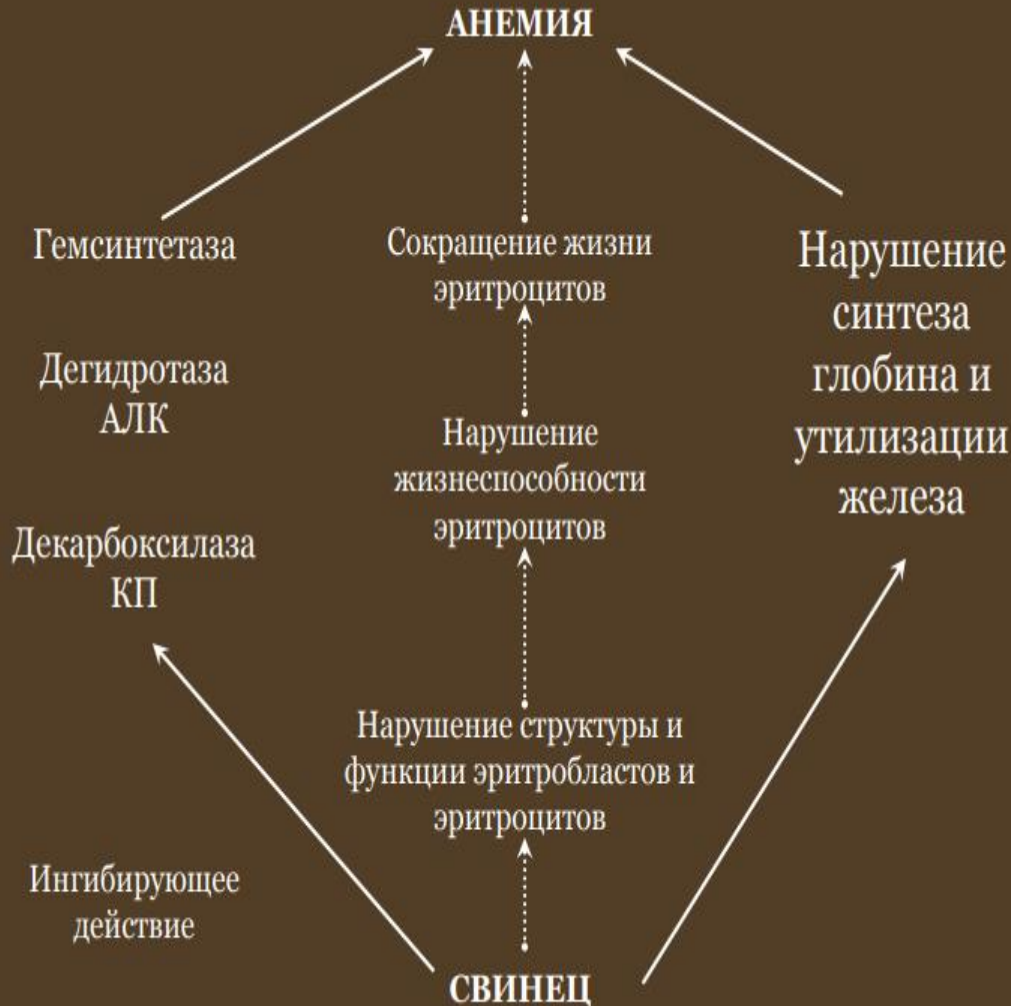 АНЕМИЯ
Гемсинтетаза
Дегидротаза
АЛК
Декарбоксилаза
КП
Ингибирующее
действие
Сокращение жизни
эритроцитов
Нарушение
жизнеспособности
эритроцитов
Нарушение структуры и
функции эритробластов и
эритроцитов
Нарушение
синтеза
глобина и
утилизации
железа
СВИНЕЦ